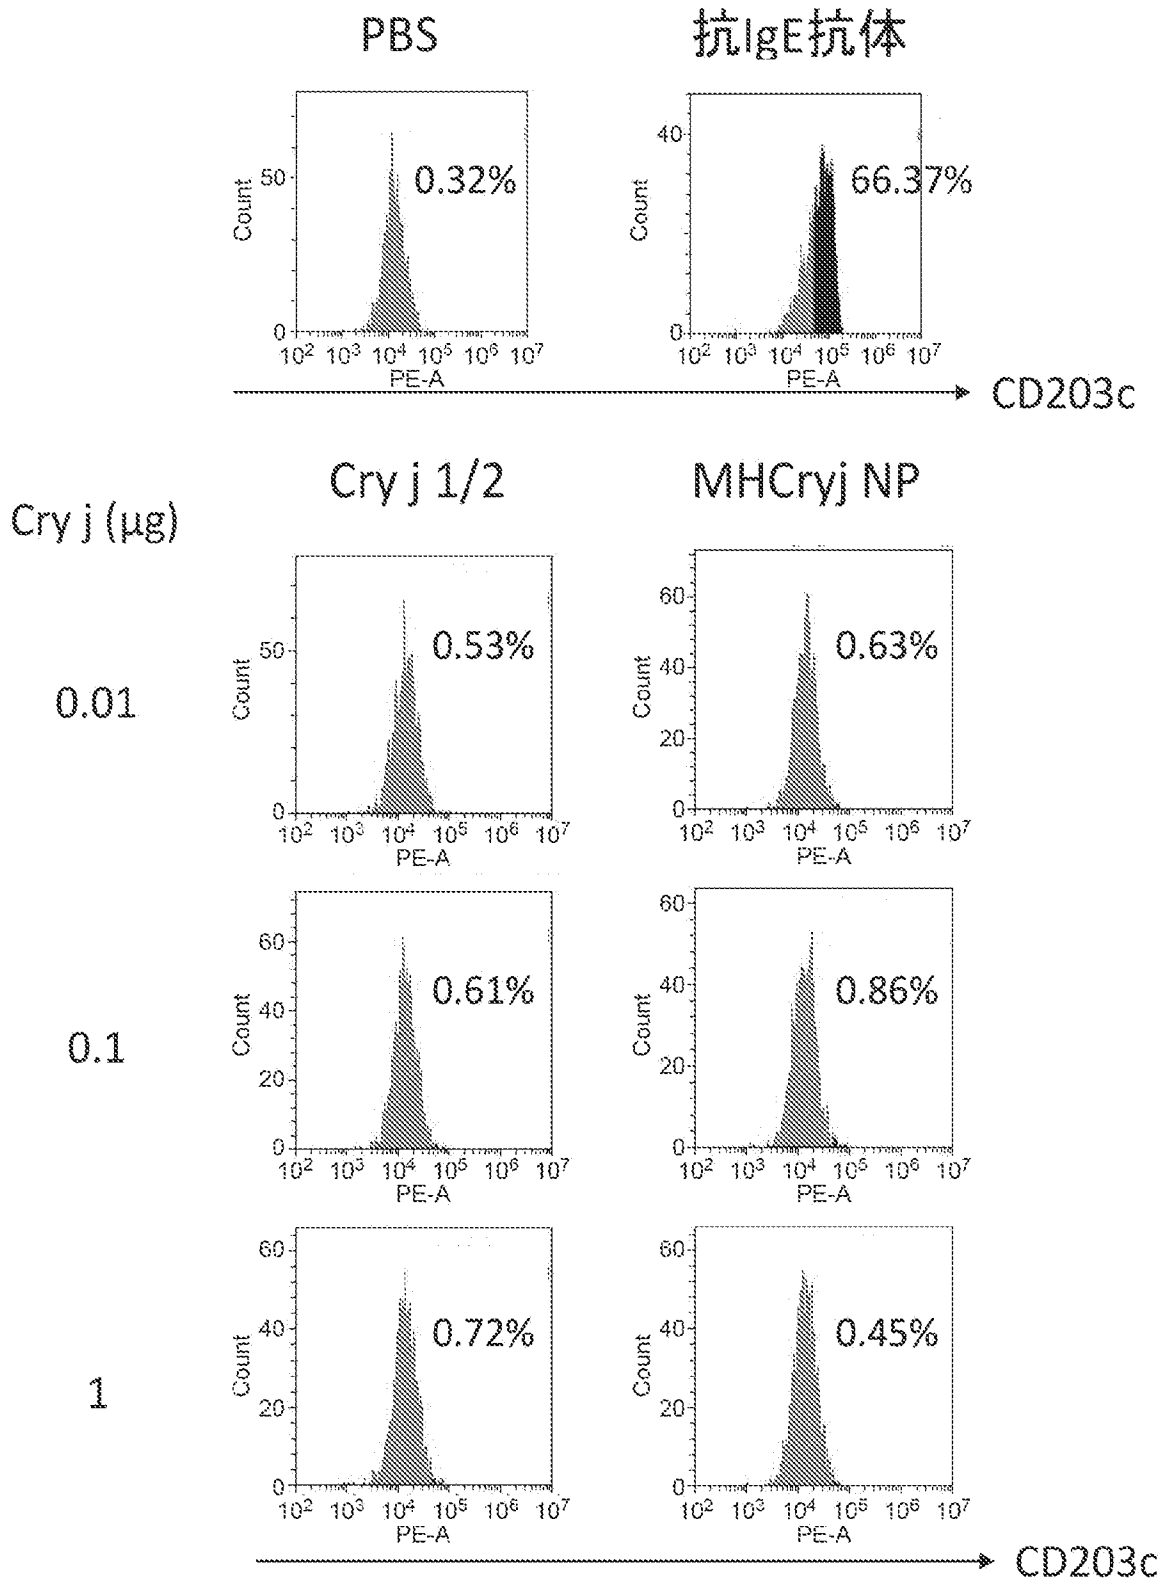 PBS
抗IgE抗体
Count
50
0
0.32%
10² 10³ 10⁴ 10⁵ 10⁶ 10⁷
PE-A
Count
40
0
66.37%
10² 10³ 10⁴ 10⁵ 10⁶ 10⁷
PE-A
CD203c
Cry j (μg)
Cry j 1/2
MHCryj NP
0.01
Count
50
0
0.53%
10² 10³ 10⁴ 10⁵ 10⁶ 10⁷
PE-A
Count
60
40
20
0
0.63%
10² 10³ 10⁴ 10⁵ 10⁶ 10⁷
PE-A
0.1
Count
60
40
20
0
0.61%
10² 10³ 10⁴ 10⁵ 10⁶ 10⁷
PE-A
Count
60
40
20
0
0.86%
10² 10³ 10⁴ 10⁵ 10⁶ 10⁷
PE-A
1
Count
60
40
20
0
0.72%
10² 10³ 10⁴ 10⁵ 10⁶ 10⁷
PE-A
Count
60
40
20
0
0.45%
10² 10³ 10⁴ 10⁵ 10⁶ 10⁷
PE-A
CD203c